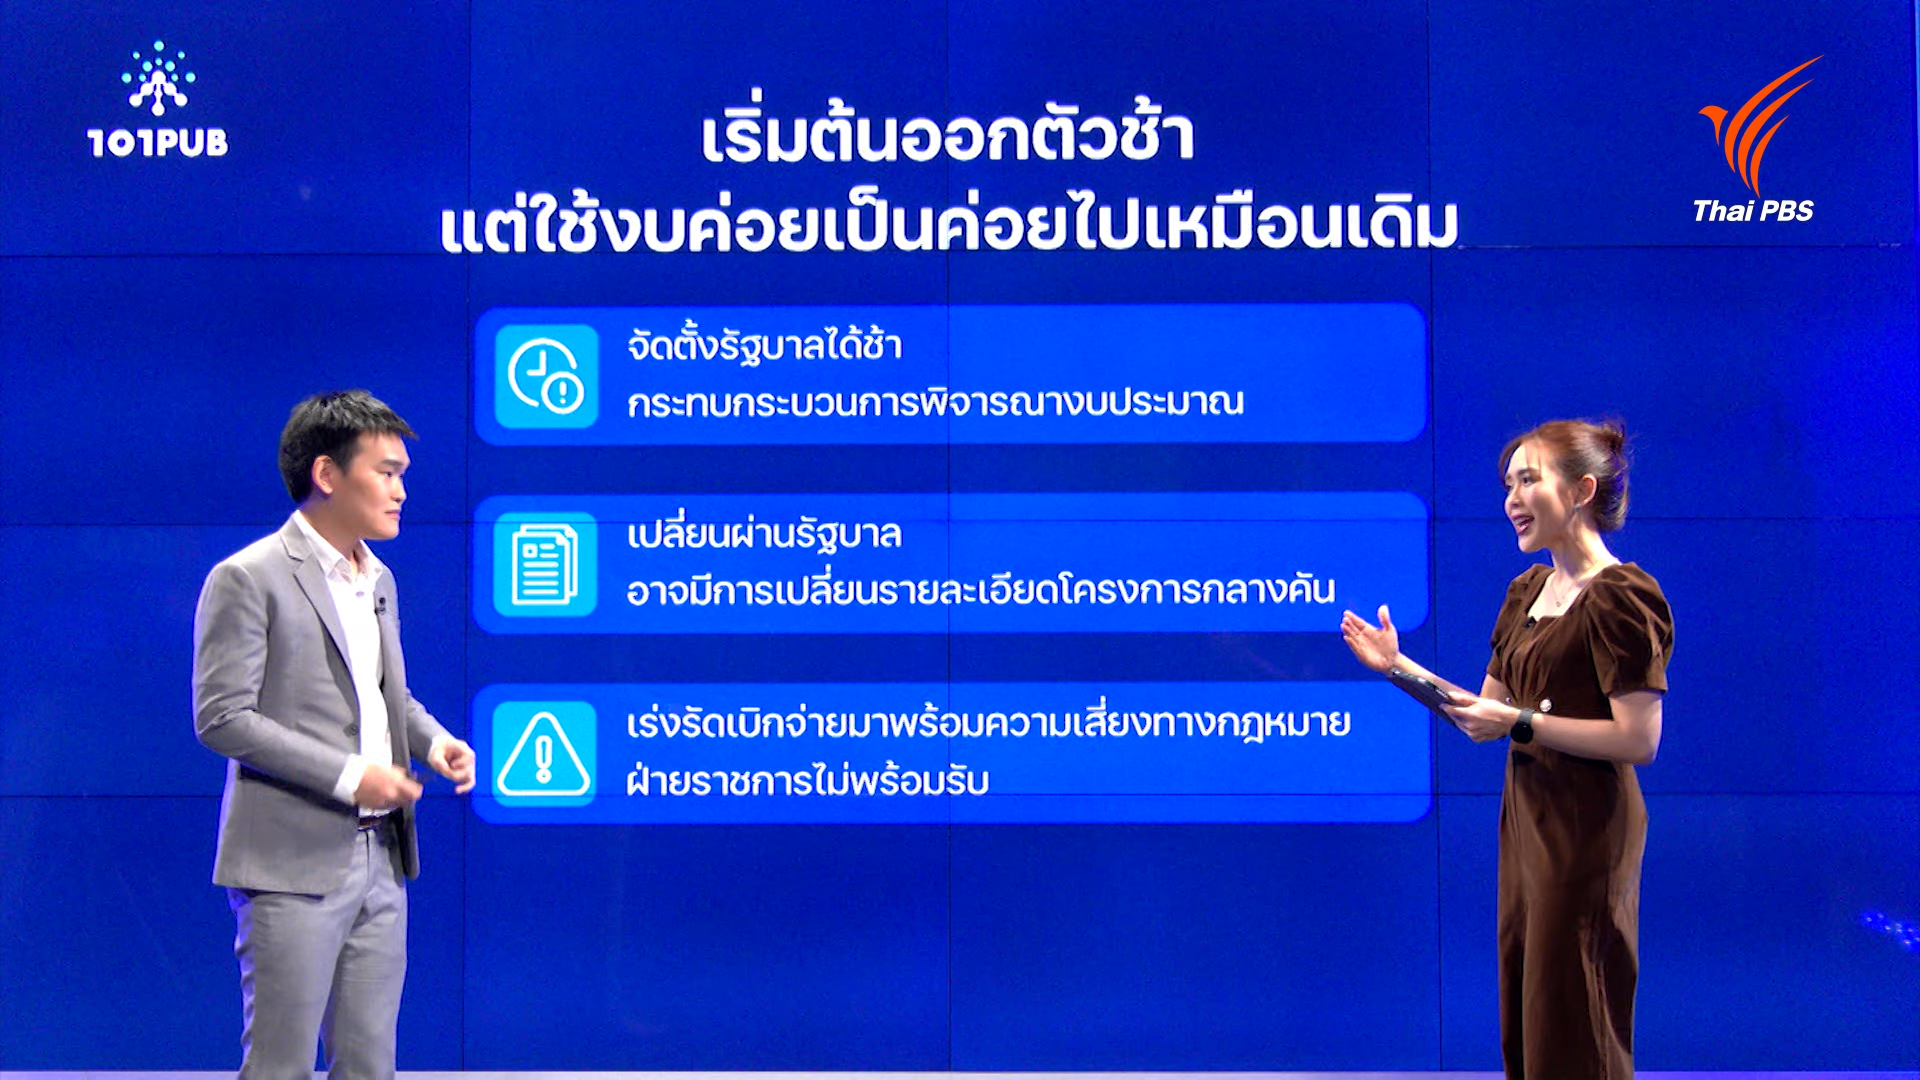 101PUB
Thai PBS
เริ่มต้นออกตัวช้า
แต่ใช้งบค่อยเป็นค่อยไปเหมือนเดิม
จัดตั้งรัฐบาลได้ช้า
กระทบกระบวนการพิจารณางบประมาณ
เปลี่ยนผ่านรัฐบาล
อาจมีการเปลี่ยนรายละเอียดโครงการกลางคัน
เร่งรัดเบิกจ่ายมาพร้อมความเสี่ยงทางกฎหมาย
ฝ่ายราชการไม่พร้อมรับ